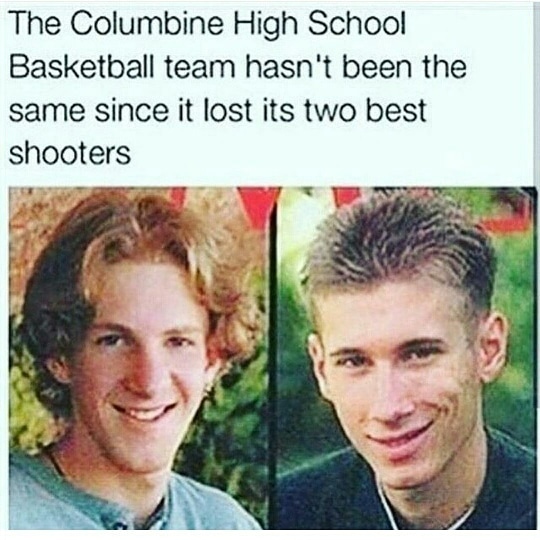 The Columbine High School
Basketball team hasn't been the
same since it lost its two best
shooters